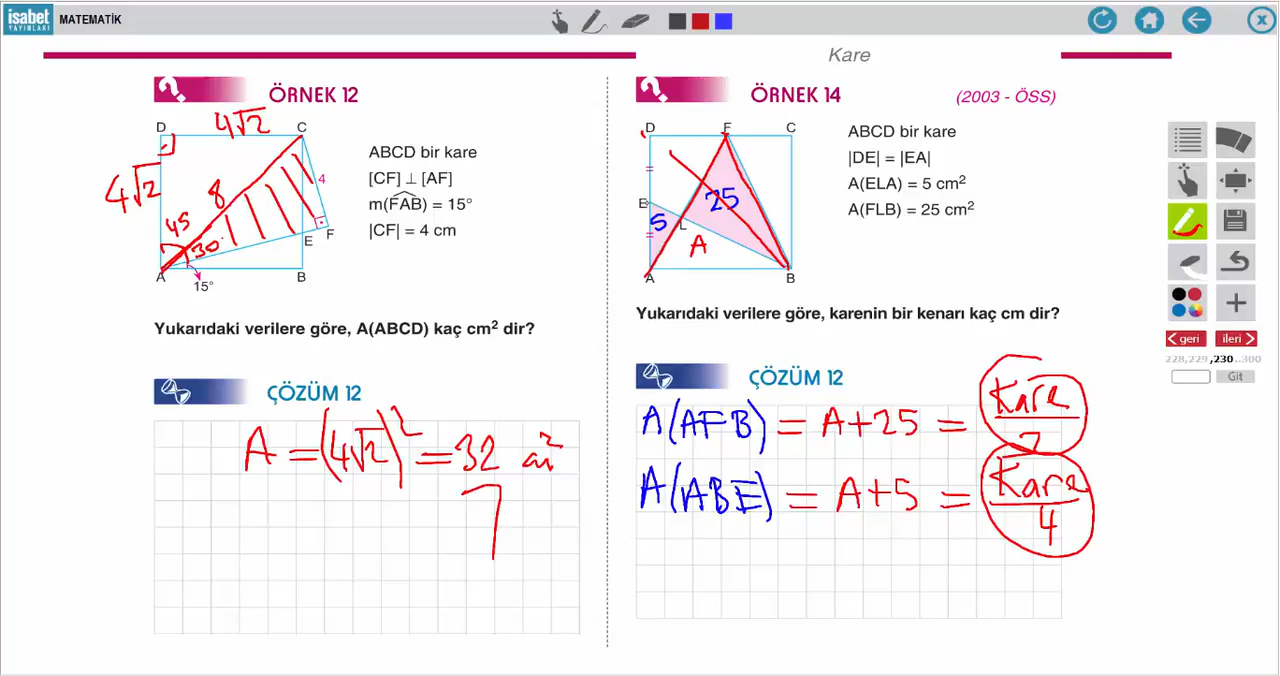 isabet
YAYINLARI
MATEMATİK
Kare
ÖRNEK 12
D
4√2
C
4√2
8
4
45
30°
F
E
A
B
15°
ABCD bir kare
[CF] ⊥ [AF]
m(FAB) = 15°
|CF| = 4 cm
Yukarıdaki verilere göre, A(ABCD) kaç cm² dir?
ÇÖZÜM 12
A = (4√2)² = 32 cm²
ÖRNEK 14
(2003 - ÖSS)
D
F
C
E
5
25
L
A
A
B
ABCD bir kare
|DE| = |EA|
A(ELA) = 5 cm²
A(FLB) = 25 cm²
Yukarıdaki verilere göre, karenin bir kenarı kaç cm dir?
ÇÖZÜM 12
A(AFB) = A+25 = Kare/2
A(ABE) = A+5 = Kare/4
geri
ileri
228,229,230..300
Git